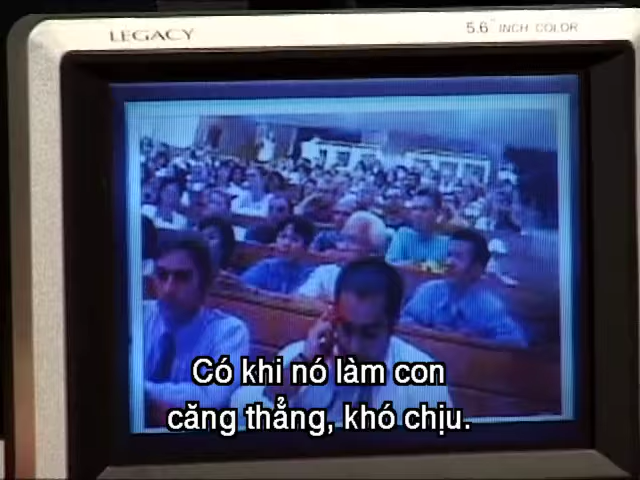 LEGACY
5.6" INCH COLOR
Có khi nó làm con
căng thẳng, khó chịu.